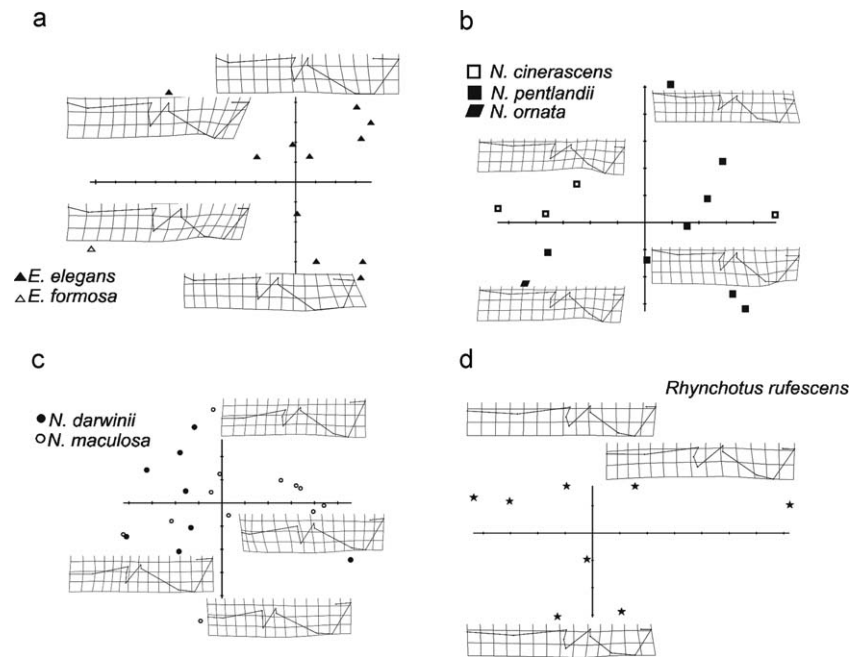 a
E. elegans
E. formosa
b
N. cinerascens
N. pentlandii
N. ornata
c
N. darwinii
N. maculosa
d
Rhynchotus rufescens